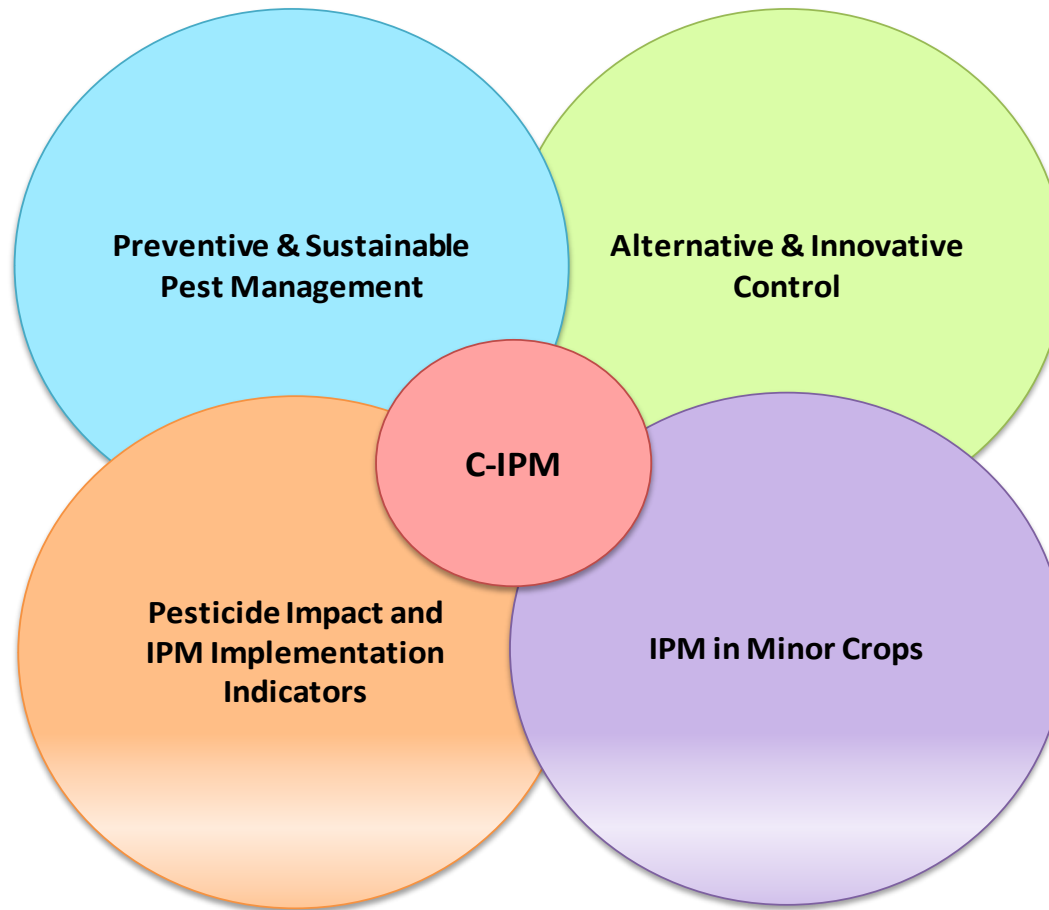 Preventive & Sustainable
Pest Management
Alternative & Innovative
Control
C-IPM
Pesticide Impact and
IPM Implementation
Indicators
IPM in Minor Crops